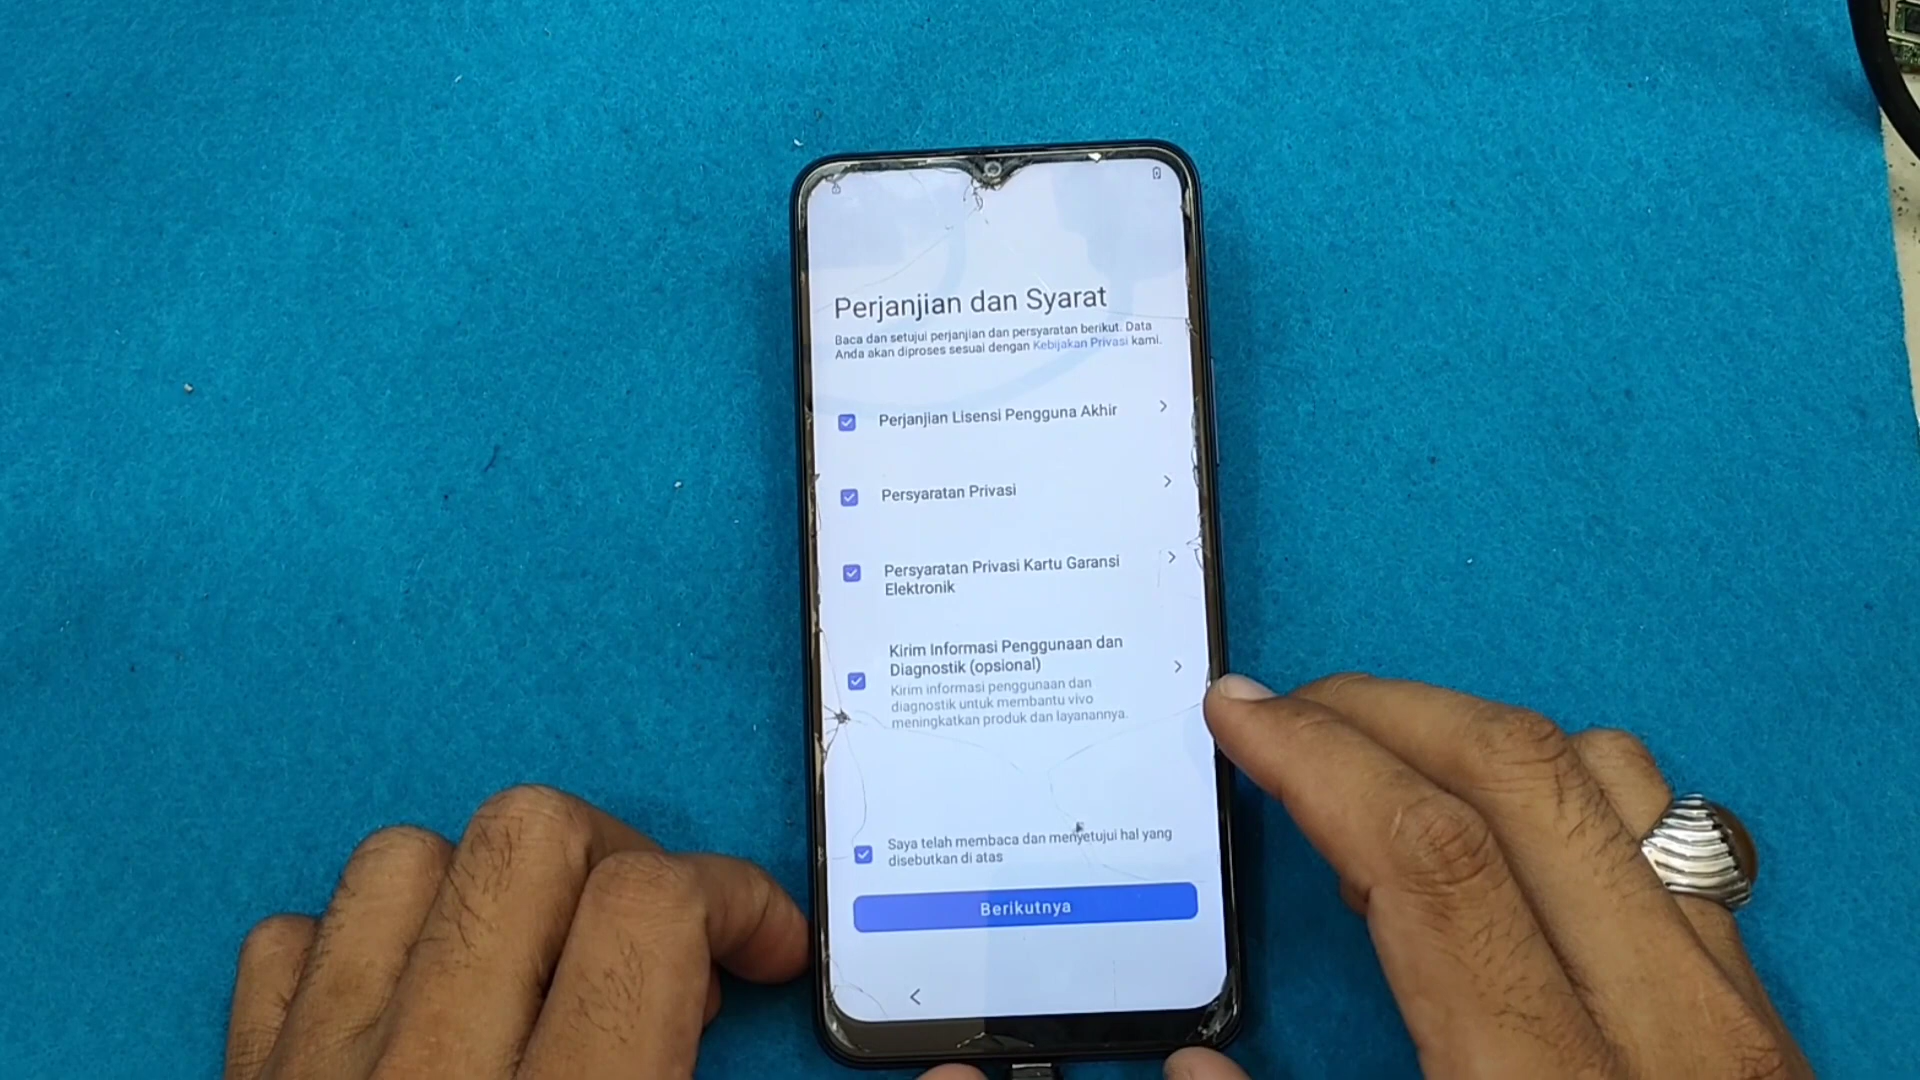 Perjanjian dan Syarat
Baca dan setujui perjanjian dan persyaratan berikut. Data
Anda akan diproses sesuai dengan Kebijakan Privasi kami.
Perjanjian Lisensi Pengguna Akhir
Persyaratan Privasi
Persyaratan Privasi Kartu Garansi
Elektronik
Kirim Informasi Penggunaan dan
Diagnostik (opsional)
Kirim informasi penggunaan dan
diagnostik untuk membantu vivo
meningkatkan produk dan layanannya.
Saya telah membaca dan menyetujui hal yang
disebutkan di atas
Berikutnya